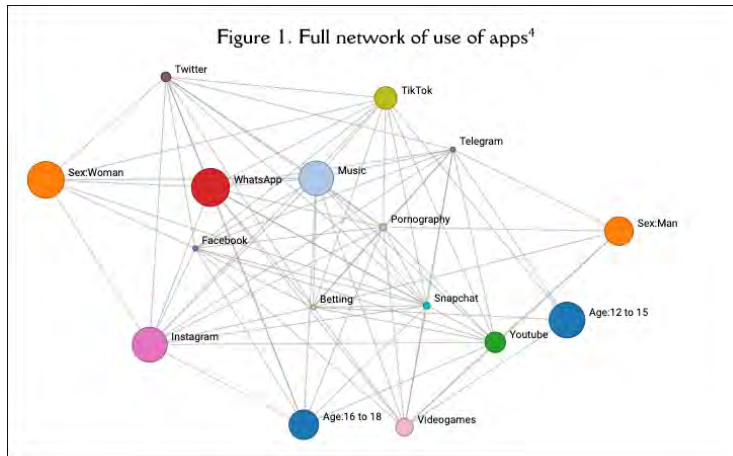 Figure 1. Full network of use of apps4
Twitter
TikTok
Telegram
Sex:Woman
WhatsApp
Music
Pornography
Sex:Man
Facebook
Betting
Snapchat
Age:12 to 15
Instagram
Youtube
Age:16 to 18
Videogames